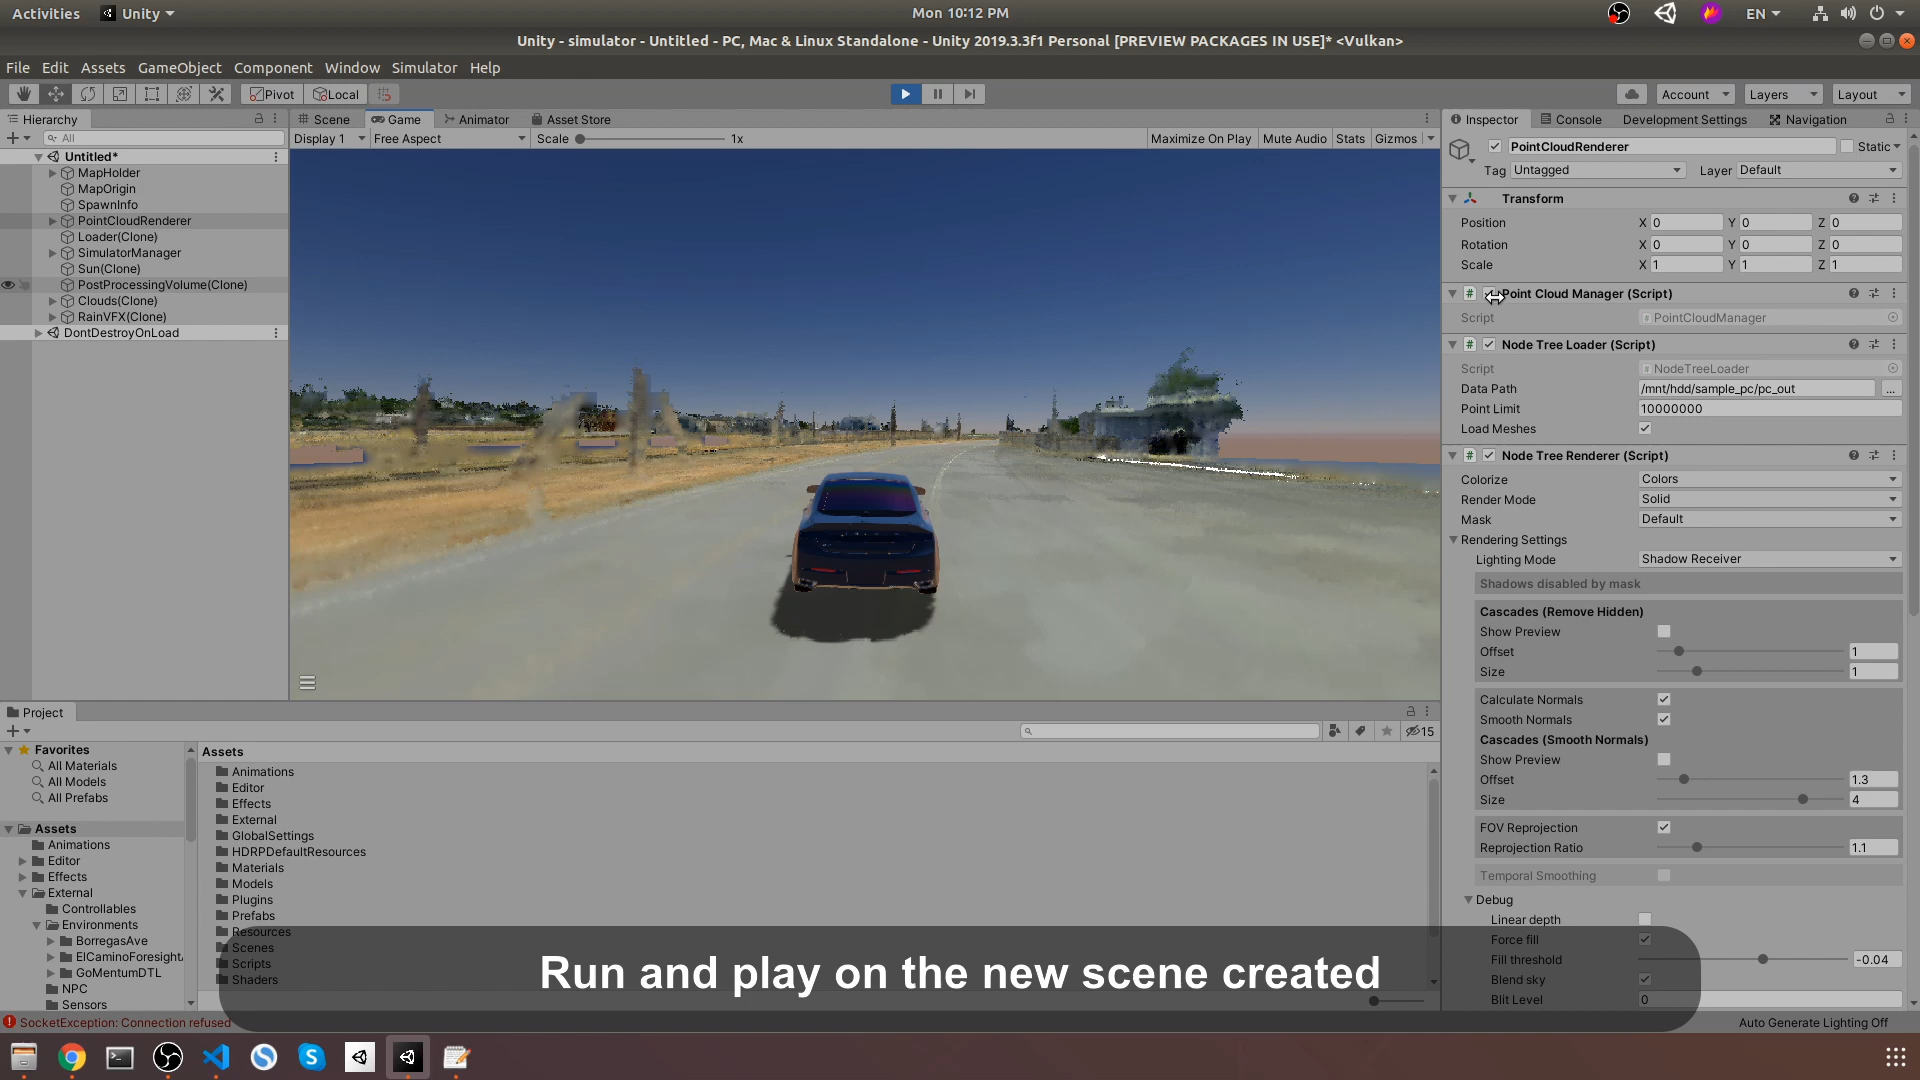 Activities Unity Mon 10:12 PM EN
Unity - simulator - Untitled - PC, Mac & Linux Standalone - Unity 2019.3.3f1 Personal [PREVIEW PACKAGES IN USE]* <Vulkan>
File Edit Assets GameObject Component Window Simulator Help
Pivot Local Account Layers Layout
Hierarchy
All
Untitled*
MapHolder
MapOrigin
SpawnInfo
PointCloudRenderer
Loader(Clone)
SimulatorManager
Sun(Clone)
PostProcessingVolume(Clone)
Clouds(Clone)
RainVFX(Clone)
DontDestroyOnLoad
Scene Game Animator Asset Store
Display 1 Free Aspect Scale 1x Maximize On Play Mute Audio Stats Gizmos
Inspector Console Development Settings Navigation
PointCloudRenderer Static
Tag Untagged Layer Default
Transform
Position X 0 Y 0 Z 0
Rotation X 0 Y 0 Z 0
Scale X 1 Y 1 Z 1
# Point Cloud Manager (Script)
Script PointCloudManager
# Node Tree Loader (Script)
Script NodeTreeLoader
Data Path /mnt/hdd/sample_pc/pc_out ...
Point Limit 10000000
Load Meshes
# Node Tree Renderer (Script)
Colorize Colors
Render Mode Solid
Mask Default
Rendering Settings
Lighting Mode Shadow Receiver
Shadows disabled by mask
Cascades (Remove Hidden)
Show Preview
Offset 1
Size 1
Calculate Normals
Smooth Normals
Cascades (Smooth Normals)
Show Preview
Offset 1.3
Size 4
FOV Reprojection
Reprojection Ratio 1.1
Temporal Smoothing
Debug
Linear depth
Force fill
Fill threshold -0.04
Blend sky
Blit Level 0
Project
15
Favorites
All Materials
All Models
All Prefabs
Assets
Animations
Editor
Effects
External
Controllables
Environments
BorregasAve
ElCaminoForesight
GoMentumDTL
NPC
Sensors
Assets
Animations
Editor
Effects
External
GlobalSettings
HDRPDefaultResources
Materials
Models
Plugins
Prefabs
Resources
Scenes
Scripts
Shaders
Run and play on the new scene created
SocketException: Connection refused
Auto Generate Lighting Off